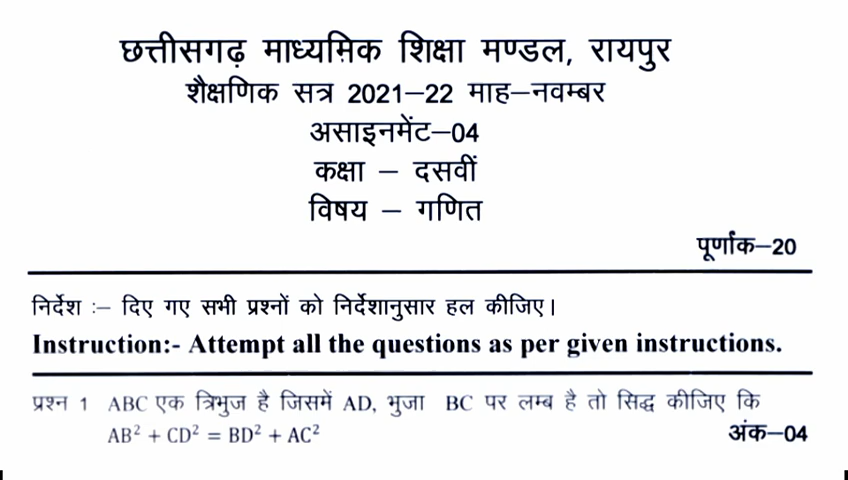 छत्तीसगढ़ माध्यमिक शिक्षा मण्डल, रायपुर
शैक्षणिक सत्र 2021–22 माह–नवम्बर
असाइनमेंट–04
कक्षा – दसवीं
विषय – गणित
पूर्णांक–20
निर्देश :– दिए गए सभी प्रश्नों को निर्देशानुसार हल कीजिए।
Instruction:- Attempt all the questions as per given instructions.
प्रश्न 1 ABC एक त्रिभुज है जिसमें AD, भुजा BC पर लम्ब है तो सिद्ध कीजिए कि
AB² + CD² = BD² + AC² अंक–04